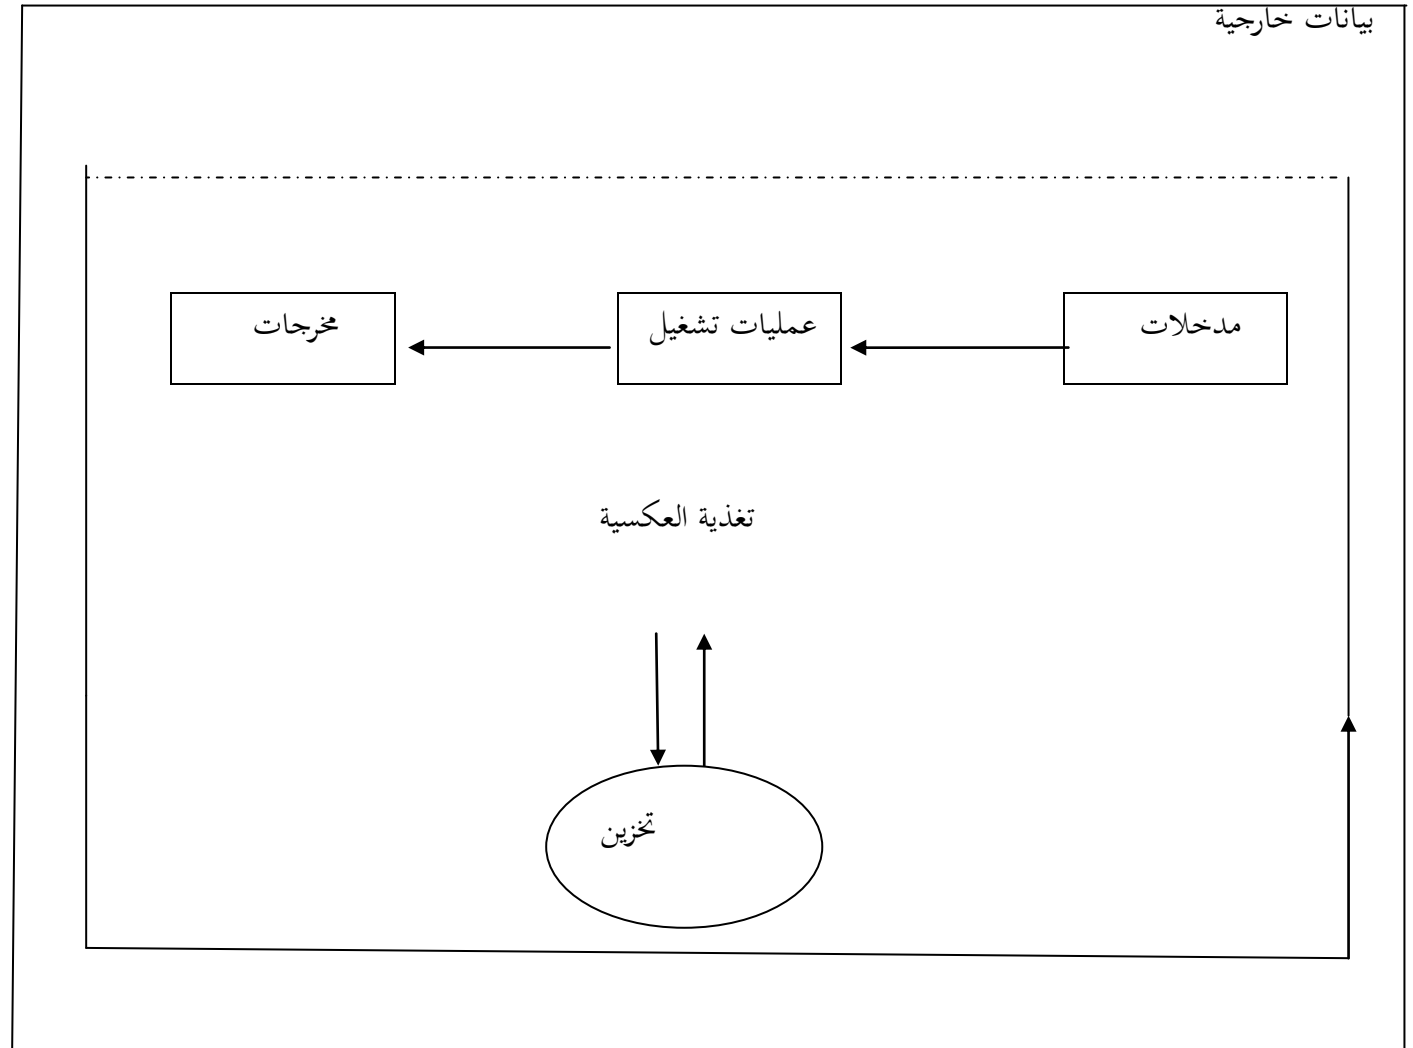 بيانات خارجية
مدخلات
عمليات تشغيل
مخرجات
تغذية العكسية
تخزين